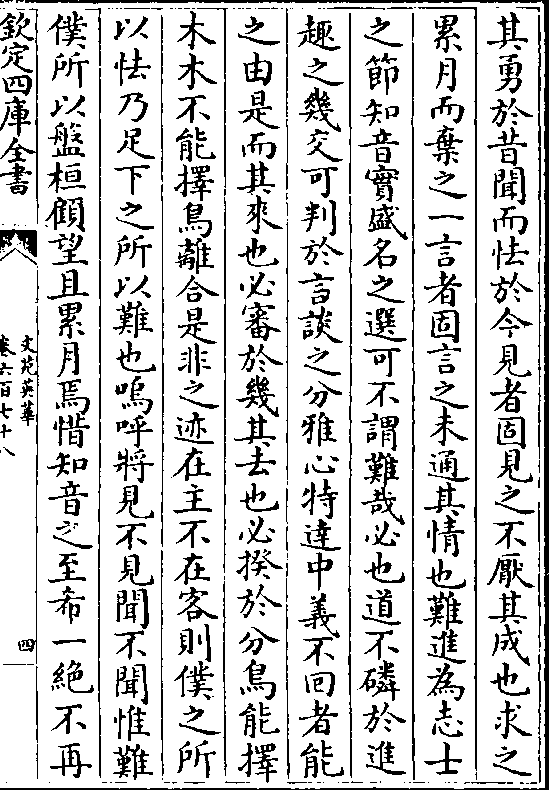 其勇於昔聞而怯於今見者固見之不厭其成也求之
累月而棄之一言者固言之未通其情也難進為志士
之節知音實盛名之選可不謂難哉必也道不磷於進
趣之幾交可判於言談之分雅心特達中義不回者能
之由是而其來也必審於幾其去也必揆於分鳥能擇
木木不能擇鳥離合是非之迹在主不在客則僕之所
以怯乃足下之所以難也嗚呼將見不見聞不聞惟難
僕所以盤桓顧望且累月焉惜知音之至希一絶不再
欽定四庫全書
文苑英華
卷六百七十八
四